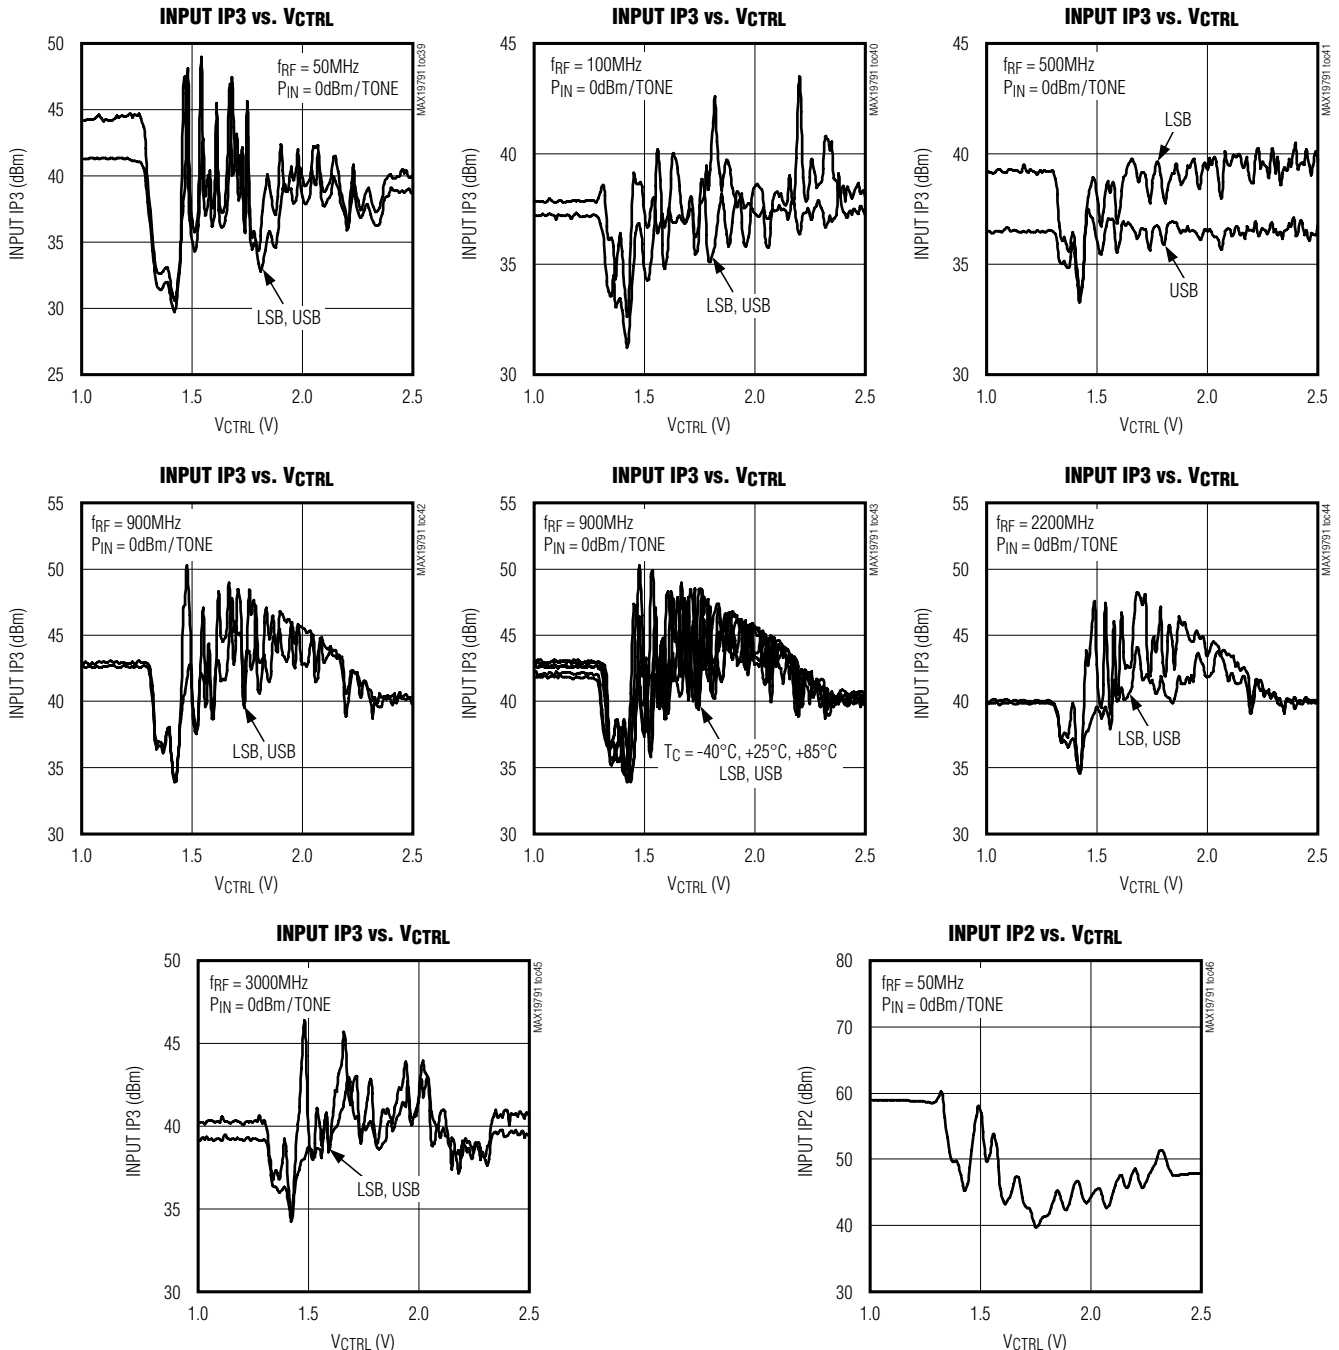 INPUT IP3 vs. VCTRL
50
45
40
35
30
25
INPUT IP3 (dBm)
fRF = 50MHz
PIN = 0dBm/TONE
LSB, USB
1.0
1.5
2.0
2.5
VCTRL (V)
MAX19791 toc39
INPUT IP3 vs. VCTRL
45
40
35
30
INPUT IP3 (dBm)
fRF = 100MHz
PIN = 0dBm/TONE
LSB, USB
1.0
1.5
2.0
2.5
VCTRL (V)
MAX19791 toc40
INPUT IP3 vs. VCTRL
45
40
35
30
INPUT IP3 (dBm)
fRF = 500MHz
PIN = 0dBm/TONE
LSB
USB
1.0
1.5
2.0
2.5
VCTRL (V)
MAX19791 toc41
INPUT IP3 vs. VCTRL
55
50
45
40
35
30
INPUT IP3 (dBm)
fRF = 900MHz
PIN = 0dBm/TONE
LSB, USB
1.0
1.5
2.0
2.5
VCTRL (V)
MAX19791 toc42
INPUT IP3 vs. VCTRL
55
50
45
40
35
30
INPUT IP3 (dBm)
fRF = 900MHz
PIN = 0dBm/TONE
TC = -40°C, +25°C, +85°C
LSB, USB
1.0
1.5
2.0
2.5
VCTRL (V)
MAX19791 toc43
INPUT IP3 vs. VCTRL
55
50
45
40
35
30
INPUT IP3 (dBm)
fRF = 2200MHz
PIN = 0dBm/TONE
LSB, USB
1.0
1.5
2.0
2.5
VCTRL (V)
MAX19791 toc44
INPUT IP3 vs. VCTRL
50
45
40
35
30
INPUT IP3 (dBm)
fRF = 3000MHz
PIN = 0dBm/TONE
LSB, USB
1.0
1.5
2.0
2.5
VCTRL (V)
MAX19791 toc45
INPUT IP2 vs. VCTRL
80
70
60
50
40
30
INPUT IP2 (dBm)
fRF = 50MHz
PIN = 0dBm/TONE
1.0
1.5
2.0
2.5
VCTRL (V)
MAX19791 toc46